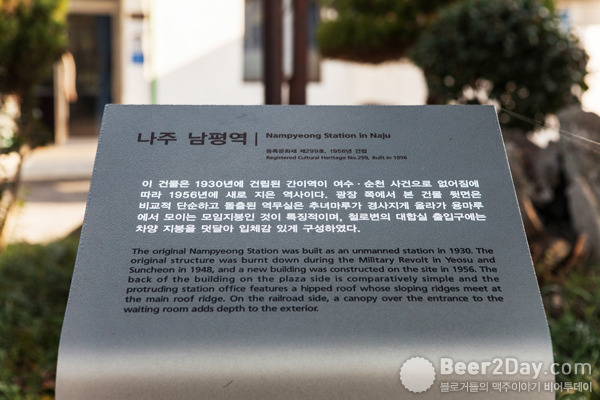 나주 남평역 | Nampyeong Station in Naju
등록문화재 제299호, 1956년 건립
Registered Cultural Heritage No.299, Built in 1956
이 건물은 1930년에 건립된 간이역이 여수·순천 사건으로 없어짐에
따라 1956년에 새로 지은 역사이다. 광장 쪽에서 본 건물 뒷면은
비교적 단순하고 돌출된 역무실은 추녀마루가 경사지게 올라가 용마루
에서 모이는 모임지붕인 것이 특징적이며, 철로변의 대합실 출입구에는
차양 지붕을 덧달아 입체감 있게 구성하였다.
The original Nampyeong Station was built as an unmanned station in 1930. The
original structure was burnt down during the Military Revolt in Yeosu and
Suncheon in 1948, and a new building was constructed on the site in 1956. The
back of the building on the plaza side is comparatively simple and the
protruding station office features a hipped roof whose sloping ridges meet at
the main roof ridge. On the railroad side, a canopy over the entrance to the
waiting room adds depth to the exterior.
Beer2Day.com
블로거들의 맥주이야기 비어투데이